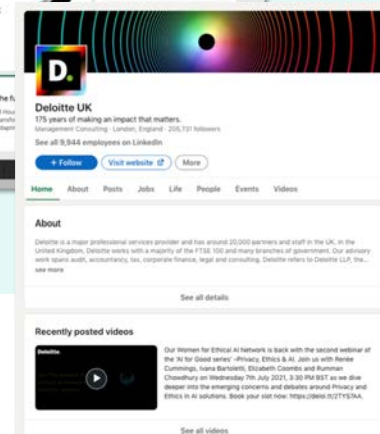 D.
Deloitte UK
175 years of making an impact that matters.
Management Consulting · London, England · 205,731 followers
See all 9,944 employees on LinkedIn
+ Follow
Visit website
More
Home About Posts Jobs Life People Events Videos
About
Deloitte is a major professional services provider and has around 20,000 partners and staff in the UK. In the
United Kingdom, Deloitte works with a majority of the FTSE 100 and many branches of government. Our advisory
work spans audit, accountancy, tax, corporate finance, legal and consulting. Deloitte refers to Deloitte LLP, the...
see more
See all details
Recently posted videos
Deloitte.
Our Women for Ethical AI Network is back with the second webinar of
the 'AI for Good series' -Privacy, Ethics & AI. Join us with Renée
Cummings, Ivana Bartoletti, Elizabeth Coombs and Rumman
Chowdhury on Wednesday 7th July 2021, 3:30 PM BST as we dive
deeper into the emerging concerns and debates around Privacy and
Ethics in AI solutions. Book your slot now:
See all videos